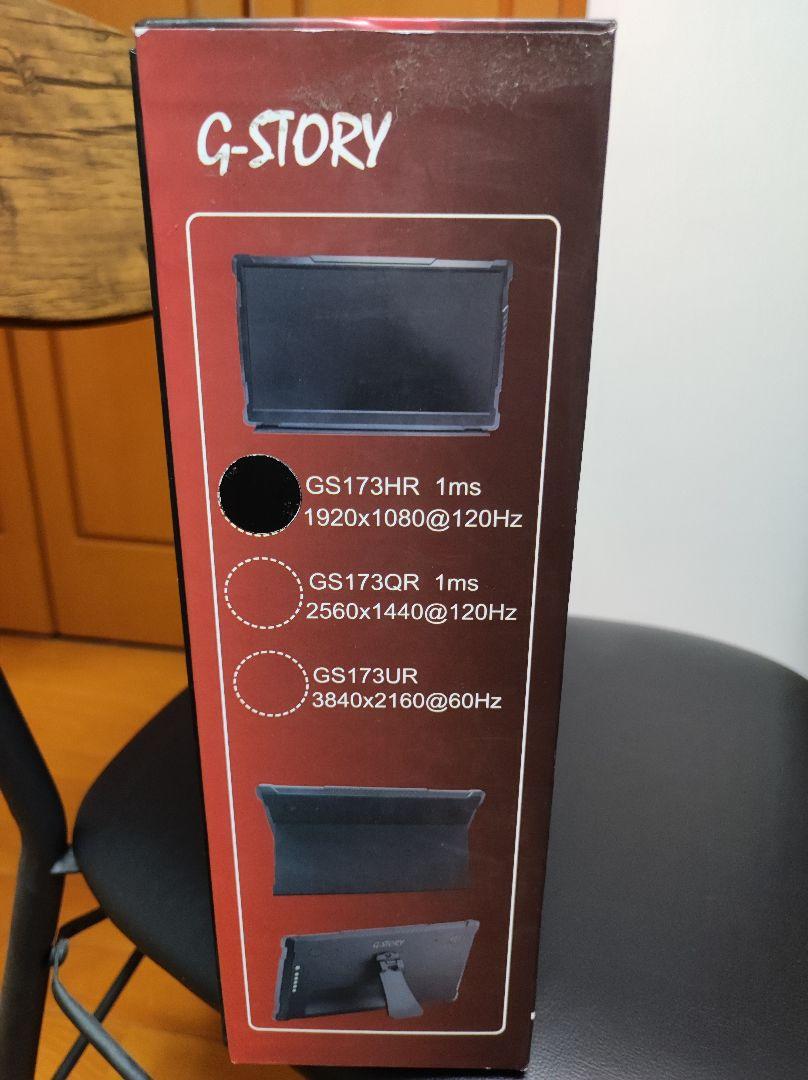 G-STORY
GS173HR 1ms
1920x1080@120Hz
GS173QR 1ms
2560x1440@120Hz
GS173UR
3840x2160@60Hz
G-STORY